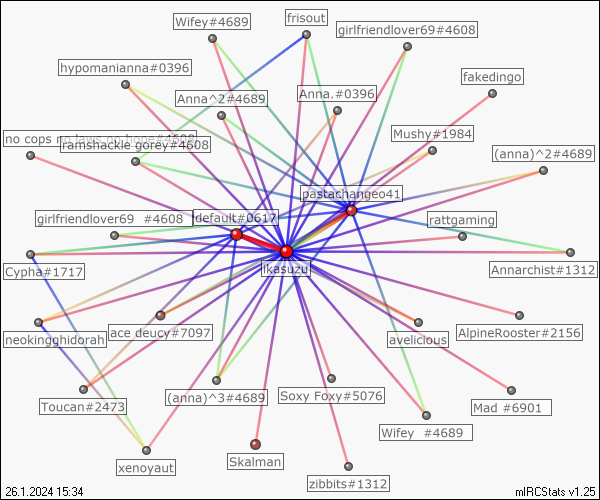 Wifey#4689
frisout
girlfriendlover69#4608
hypomanianna#0396
fakedingo
Anna^2#4689
Anna.#0396
no cops no laws no hope#4608
ramshackle gorey#4608
Mushy#1984
(anna)^2#4689
pastachangeo41
girlfriendlover69 #4608
default#0617
rattgaming
Cypha#1717
ikasuzu
Annarchist#1312
neokingghidorah
ace deucy#7097
avelicious
AlpineRooster#2156
Toucan#2473
(anna)^3#4689
Soxy Foxy#5076
Mad #6901
Wifey #4689
xenoyaut
Skalman
zibbits#1312
26.1.2024 15:34
mIRCStats v1.25